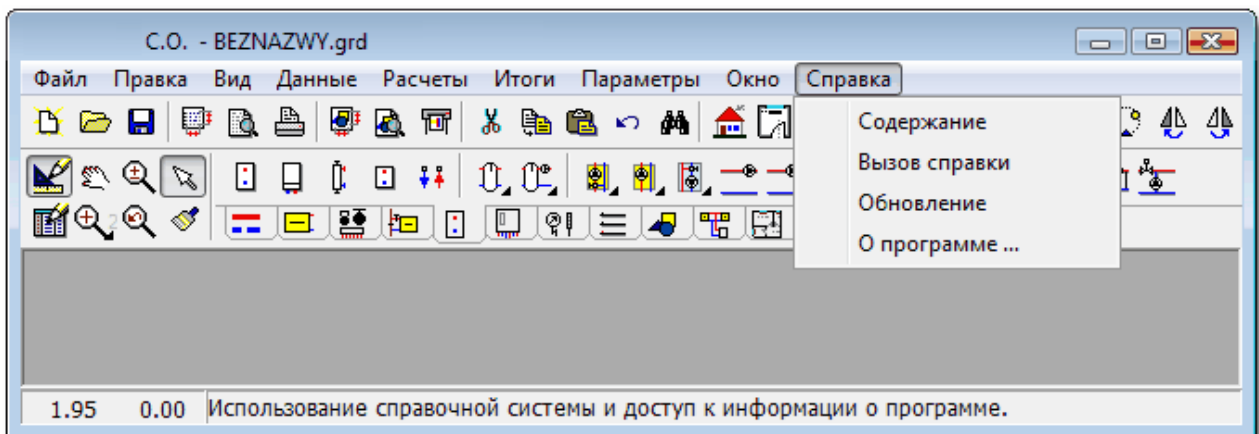 C.O. - BEZNAZWY.grd
Файл Правка Вид Данные Расчеты Итоги Параметры Окно Справка
Содержание
Вызов справки
Обновление
О программе ...
1.95 0.00 Использование справочной системы и доступ к информации о программе.